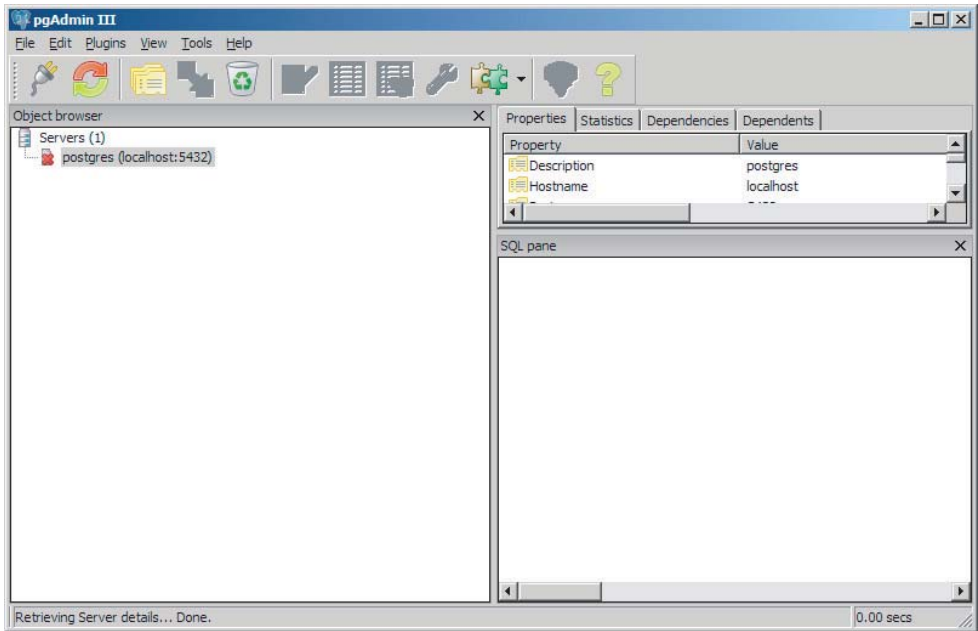 pgAdmin III
File Edit Plugins View Tools Help
Object browser
Servers (1)
postgres (localhost:5432)
Properties Statistics Dependencies Dependents
Property Value
Description postgres
Hostname localhost
SQL pane
Retrieving Server details... Done.
0.00 secs